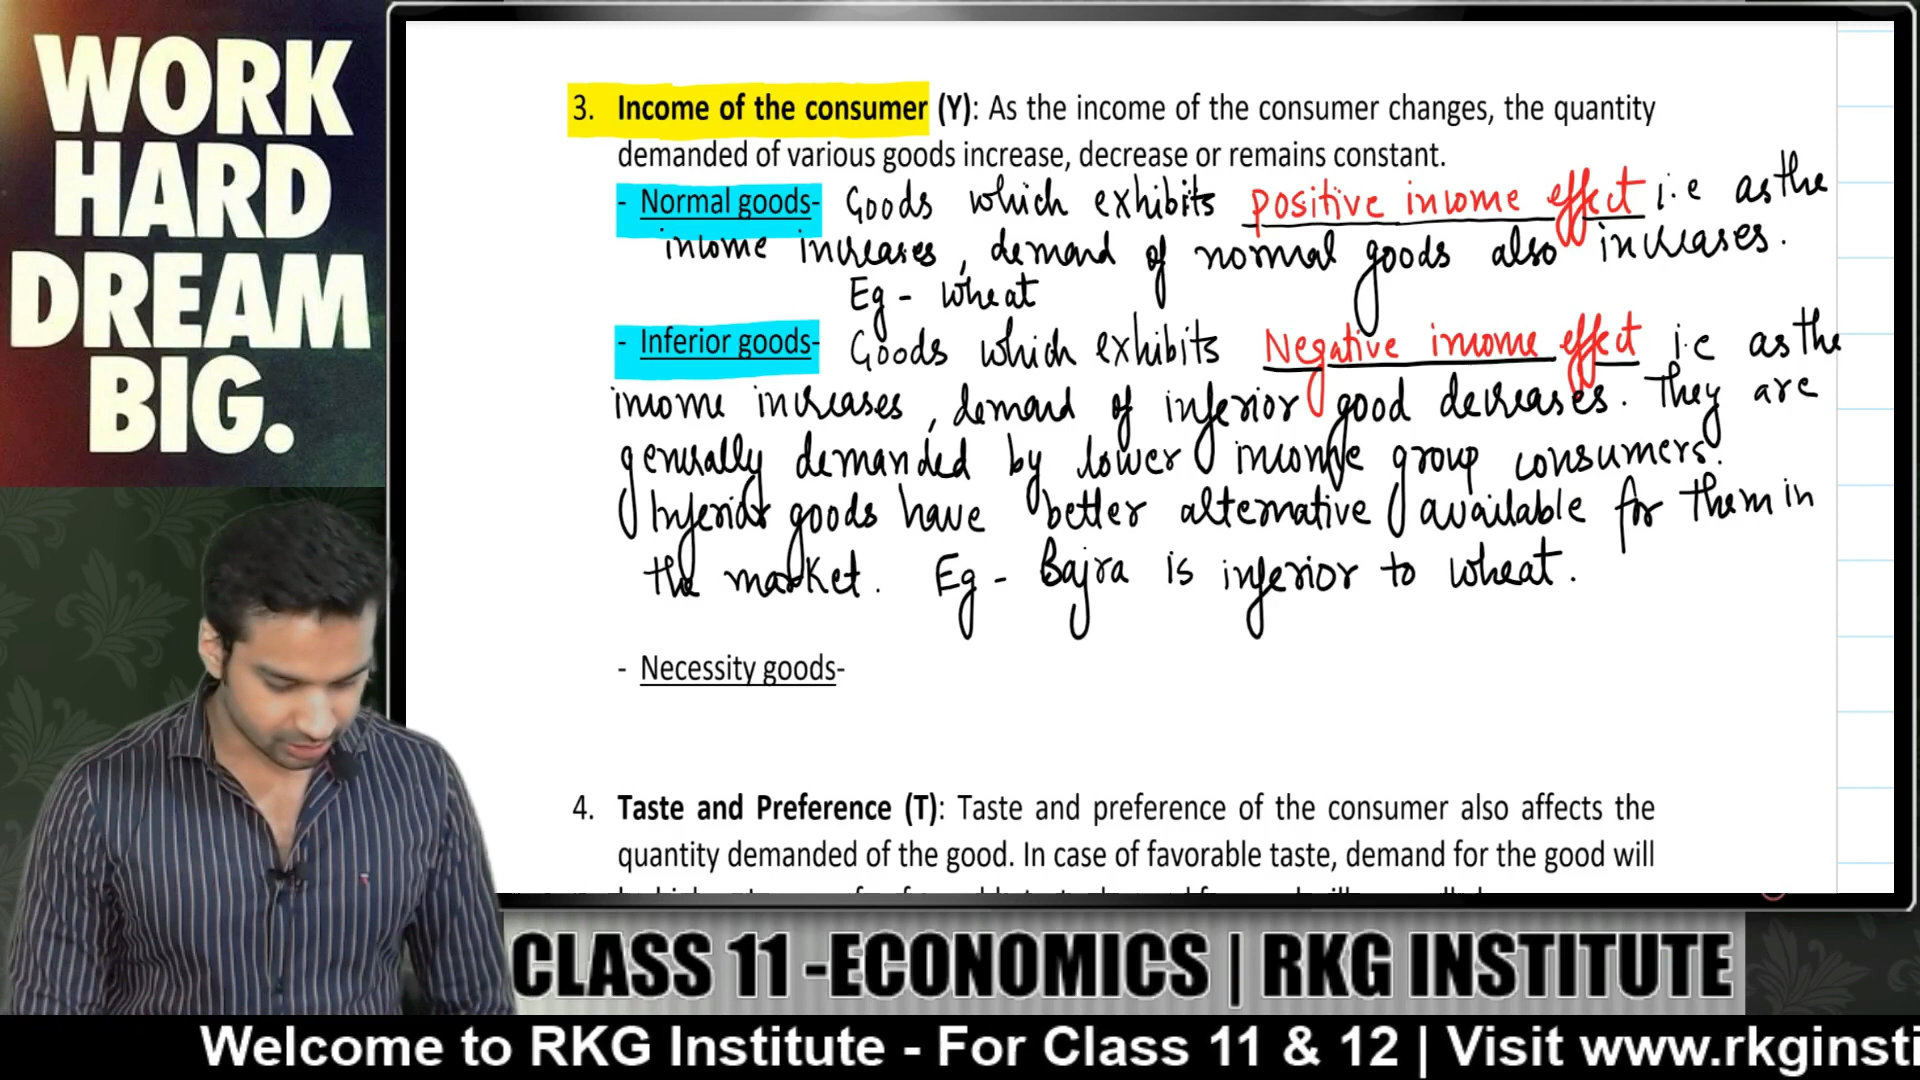 WORK
HARD
DREAM
BIG.
3. Income of the consumer (Y): As the income of the consumer changes, the quantity
demanded of various goods increase, decrease or remains constant.
- Normal goods- Goods which exhibits positive income effect i.e as the
income increases, demand of normal goods also increases.
Eg - wheat
- Inferior goods- Goods which exhibits Negative income effect i.e as the
income increases, demand of inferior good decreases. They are
generally demanded by lower income group consumers.
Inferior goods have better alternative available for them in
the market. Eg - Bajra is inferior to wheat.
- Necessity goods-
4. Taste and Preference (T): Taste and preference of the consumer also affects the
quantity demanded of the good. In case of favorable taste, demand for the good will
CLASS 11 -ECONOMICS | RKG INSTITUTE
Welcome to RKG Institute - For Class 11 & 12 | Visit www.rkginsti